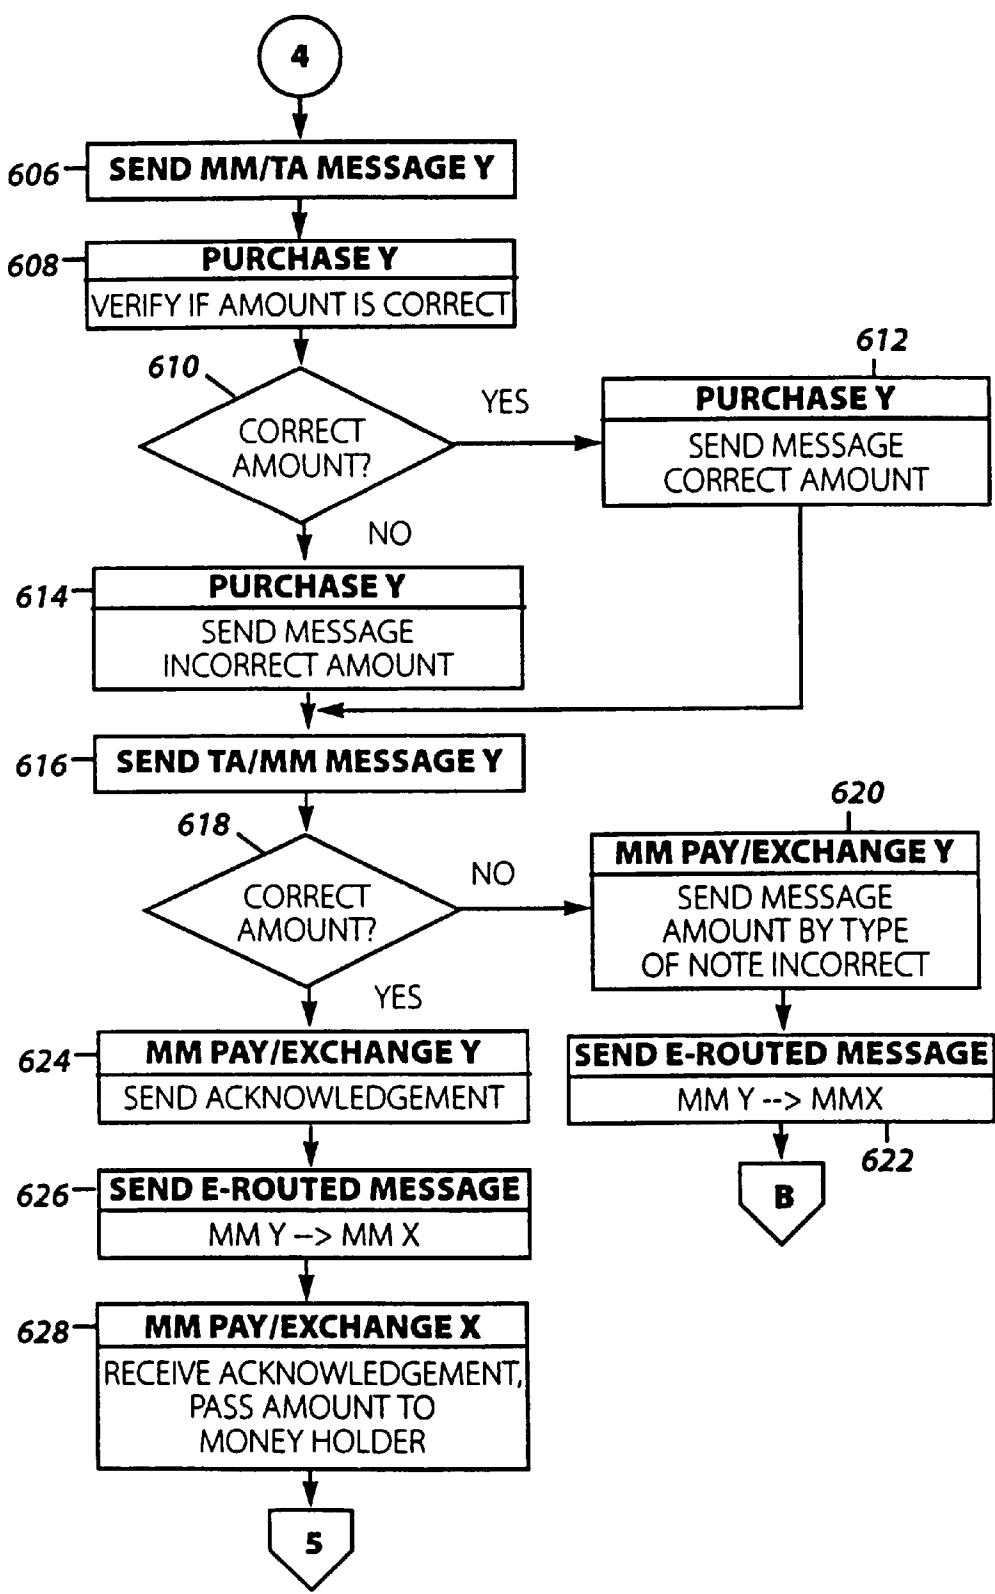 4
606
SEND MM/TA MESSAGE Y
608
PURCHASE Y
VERIFY IF AMOUNT IS CORRECT
610
CORRECT
AMOUNT?
YES
612
PURCHASE Y
SEND MESSAGE
CORRECT AMOUNT
NO
614
PURCHASE Y
SEND MESSAGE
INCORRECT AMOUNT
616
SEND TA/MM MESSAGE Y
618
CORRECT
AMOUNT?
NO
620
MM PAY/EXCHANGE Y
SEND MESSAGE
AMOUNT BY TYPE
OF NOTE INCORRECT
YES
SEND E-ROUTED MESSAGE
MM Y --> MMX
622
B
624
MM PAY/EXCHANGE Y
SEND ACKNOWLEDGEMENT
626
SEND E-ROUTED MESSAGE
MM Y --> MM X
628
MM PAY/EXCHANGE X
RECEIVE ACKNOWLEDGEMENT,
PASS AMOUNT TO
MONEY HOLDER
5